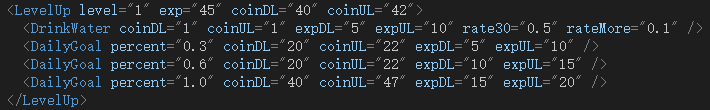 <LevelUp level="1" exp="45" coinDL="40" coinUL="42">
<DrinkWater coinDL="1" coinUL="1" expDL="5" expUL="10" rate30="0.5" rateMore="0.1" />
<DailyGoal percent="0.3" coinDL="20" coinUL="22" expDL="5" expUL="10" />
<DailyGoal percent="0.6" coinDL="20" coinUL="22" expDL="10" expUL="15" />
<DailyGoal percent="1.0" coinDL="40" coinUL="47" expDL="15" expUL="20" />
</LevelUp>